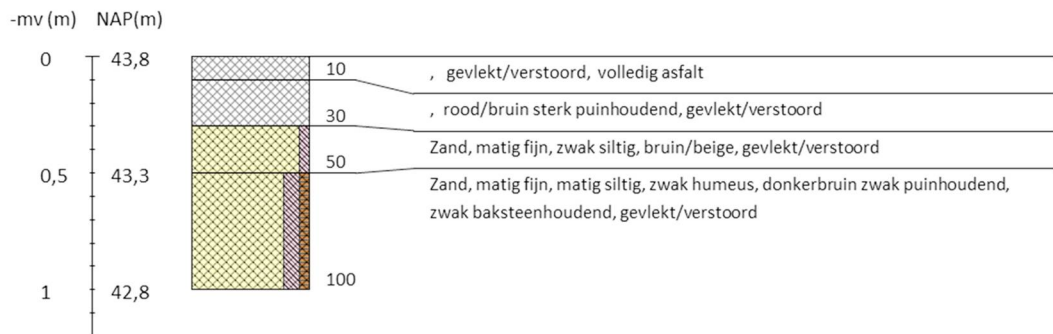 -mv (m) NAP(m)
0 43,8
10 , gevlekt/verstoord, volledig asfalt
, rood/bruin sterk puinhoudend, gevlekt/verstoord
30
Zand, matig fijn, zwak siltig, bruin/beige, gevlekt/verstoord
50
0,5 43,3 Zand, matig fijn, matig siltig, zwak humeus, donkerbruin zwak puinhoudend,
zwak baksteenhoudend, gevlekt/verstoord
100
1 42,8